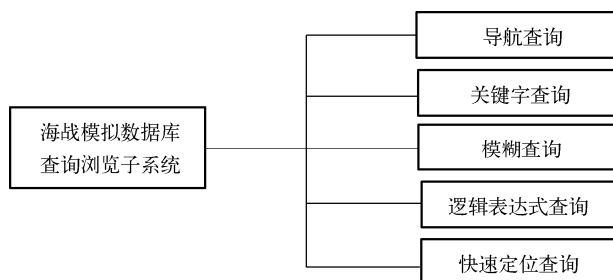 导航查询
关键字查询
海战模拟数据库
查询浏览子系统
模糊查询
逻辑表达式查询
快速定位查询